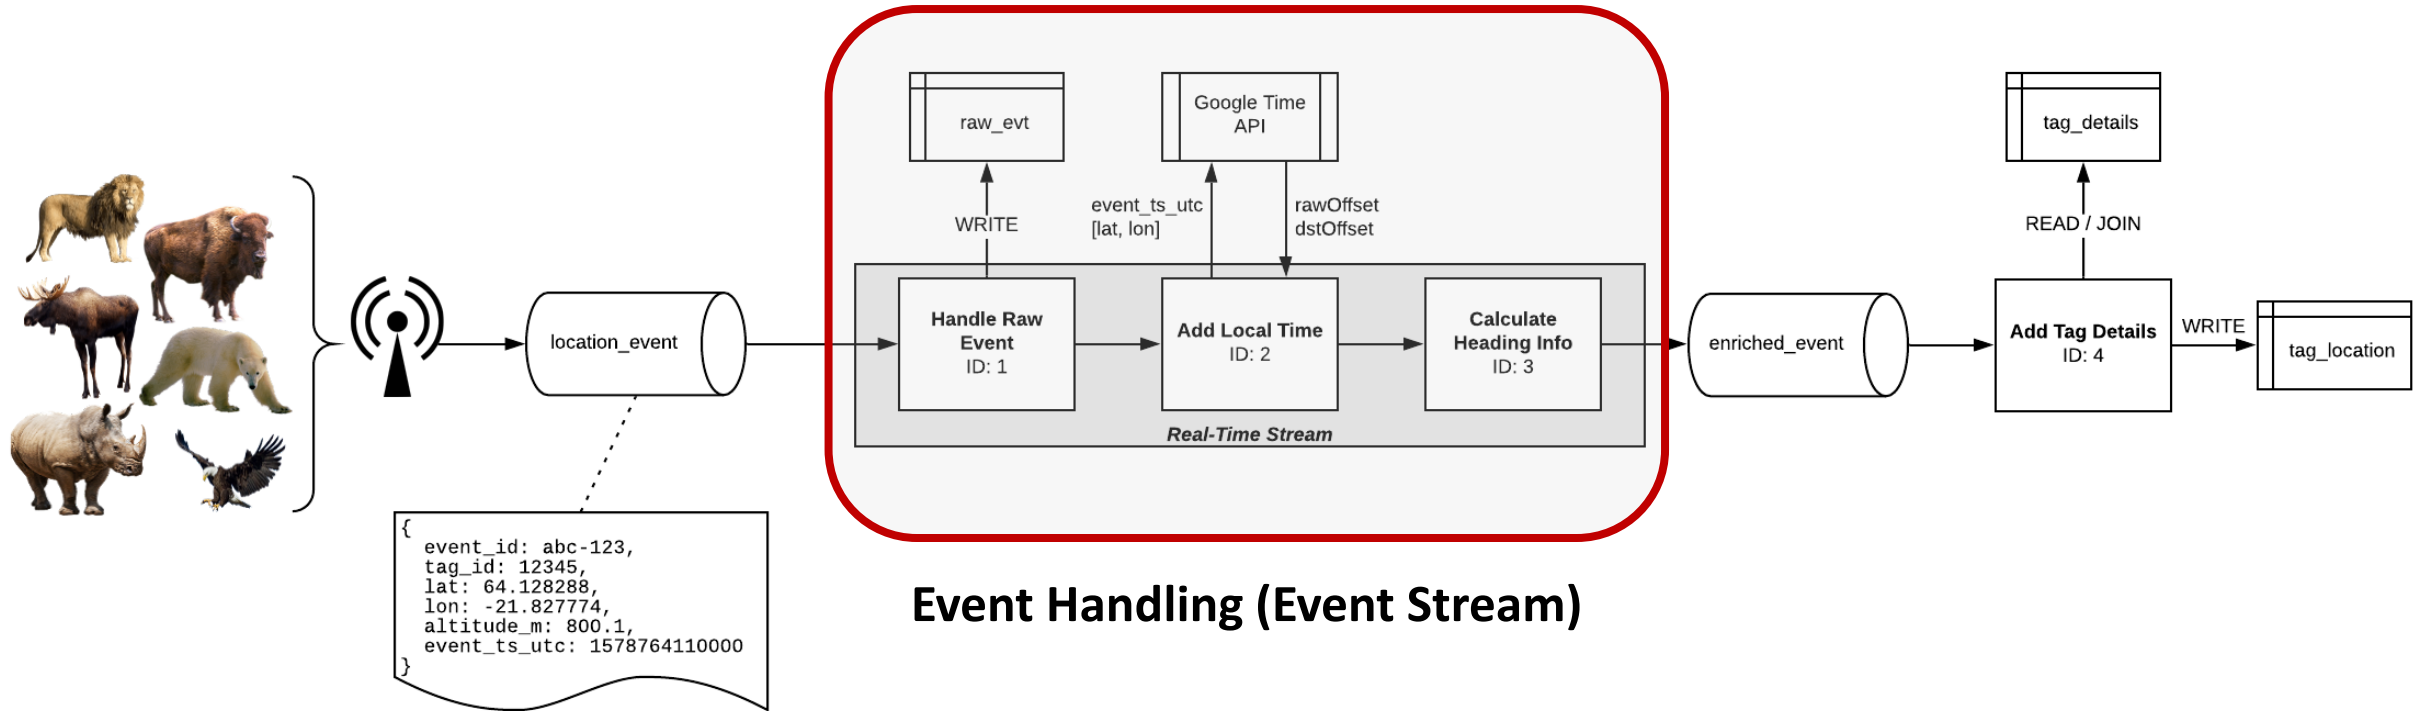 raw_evt
Google Time
API
tag_details
WRITE
event_ts_utc
[lat, lon]
rawOffset
dstOffset
READ / JOIN
location_event
Handle Raw
Event
ID: 1
Add Local Time
ID: 2
Calculate
Heading Info
ID: 3
Real-Time Stream
enriched_event
Add Tag Details
ID: 4
WRITE
tag_location
{
event_id: abc-123,
tag_id: 12345,
lat: 64.128288,
lon: -21.827774,
altitude_m: 800.1,
event_ts_utc: 1578764110000
}
Event Handling (Event Stream)